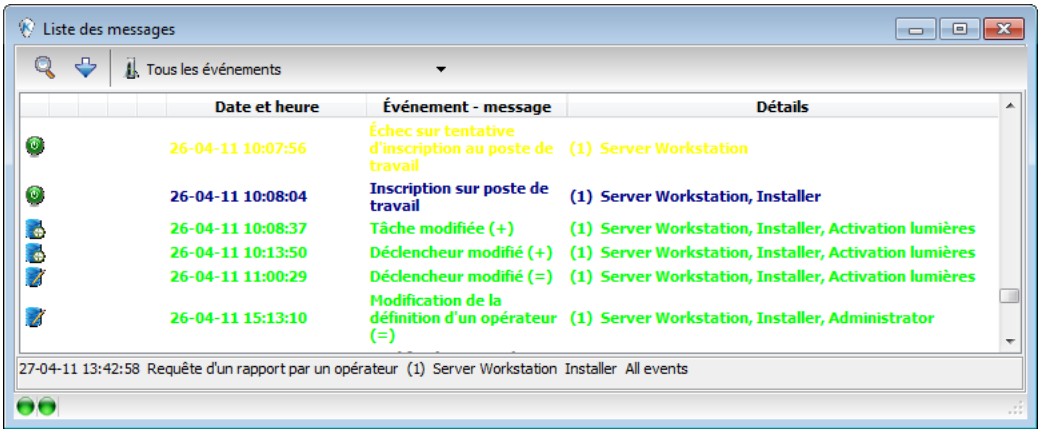 Liste des messages
Tous les événements
Date et heure Événement - message Détails
Échec sur tentative
26-04-11 10:07:56 d'inscription au poste de (1) Server Workstation
travail
Inscription sur poste de
26-04-11 10:08:04 travail (1) Server Workstation, Installer
26-04-11 10:08:37 Tâche modifiée (+) (1) Server Workstation, Installer, Activation lumières
26-04-11 10:13:50 Déclencheur modifié (+) (1) Server Workstation, Installer, Activation lumières
26-04-11 11:00:29 Déclencheur modifié (=) (1) Server Workstation, Installer, Activation lumières
Modification de la
26-04-11 15:13:10 définition d'un opérateur (1) Server Workstation, Installer, Administrator
(=)
27-04-11 13:42:58 Requête d'un rapport par un opérateur (1) Server Workstation Installer All events